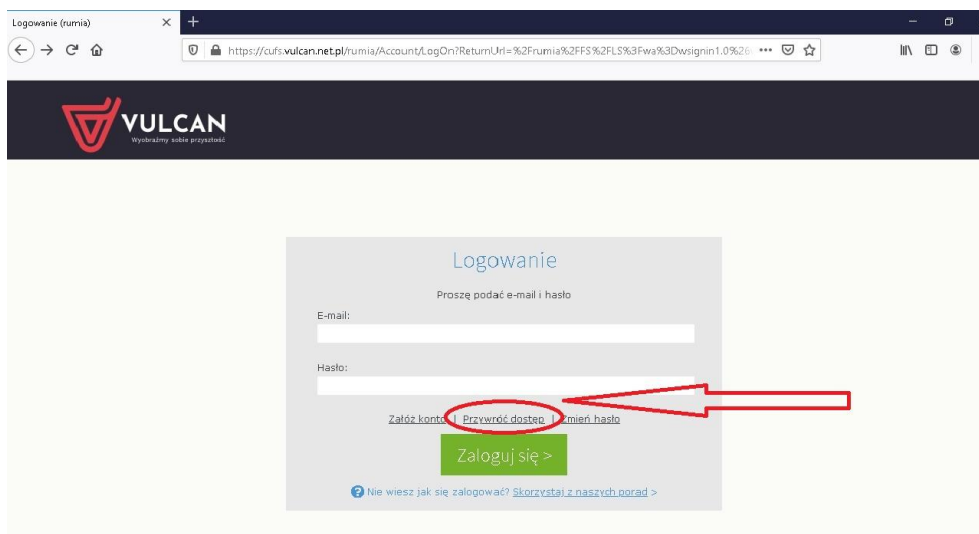 Logowanie (rumia)
https://cufs.vulcan.net.pl/rumia/Account/LogOn?ReturnUrl=%2Frumia%2FFS%2FLS%3Fwa%3Dwsignin1.0%26
VULCAN
Wyobraźmy sobie przyszłość
Logowanie
Proszę podać e-mail i hasło
E-mail:
Hasło:
Załóż konto | Przywróć dostęp | Zmień hasło
Zaloguj się >
Nie wiesz jak się zalogować? Skorzystaj z naszych porad >